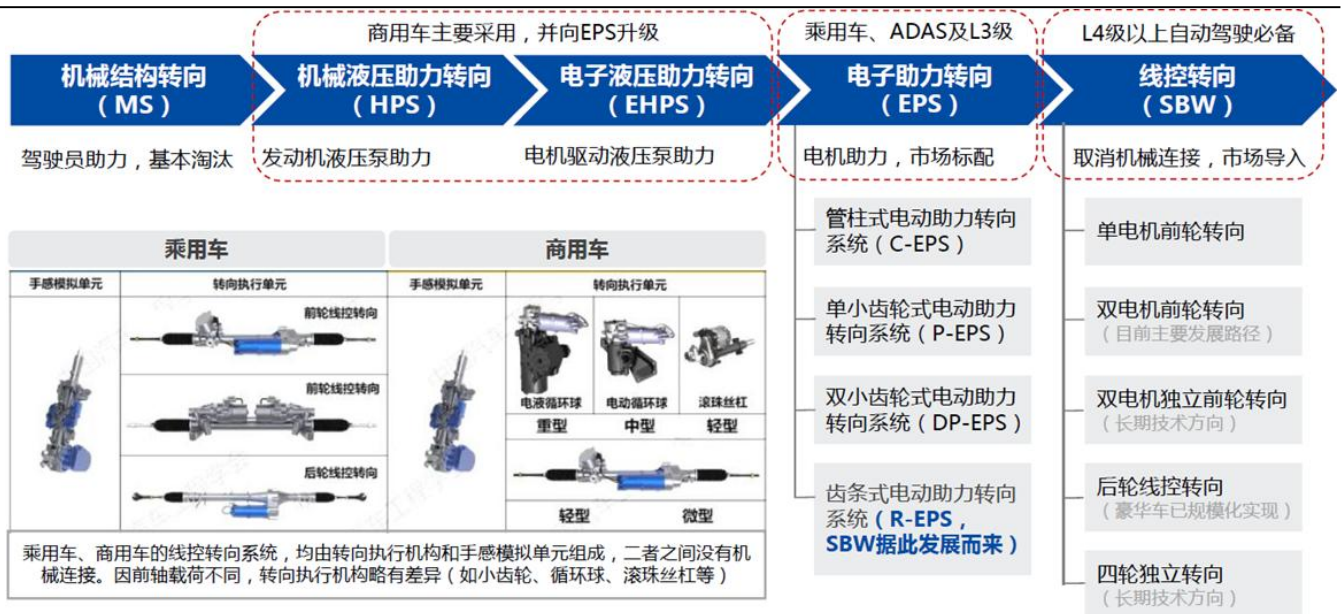 商用车主要采用，并向EPS升级
乘用车、ADAS及L3级
L4级以上自动驾驶必备
机械结构转向
（MS）
机械液压助力转向
（HPS）
电子液压助力转向
（EHPS）
电子助力转向
（EPS）
线控转向
（SBW）
驾驶员助力，基本淘汰
发动机液压泵助力
电机驱动液压泵助力
电机助力，市场标配
取消机械连接，市场导入
乘用车
商用车
手感模拟单元
转向执行单元
手感模拟单元
转向执行单元
前轮线控转向
前轮线控转向
后轮线控转向
电液循环球
电动循环球
滚珠丝杠
重型
中型
轻型
轻型
微型
乘用车、商用车的线控转向系统，均由转向执行机构和手感模拟单元组成，二者之间没有机
械连接。因前轴载荷不同，转向执行机构略有差异（如小齿轮、循环球、滚珠丝杠等）
管柱式电动助力转向
系统（C-EPS）
单小齿轮式电动助力
转向系统（P-EPS）
双小齿轮式电动助力
转向系统（DP-EPS）
齿条式电动助力转向
系统（R-EPS，
SBW据此发展而来）
单电机前轮转向
双电机前轮转向
（目前主要发展路径）
双电机独立前轮转向
（长期技术方向）
后轮线控转向
（豪华车已规模化实现）
四轮独立转向
（长期技术方向）